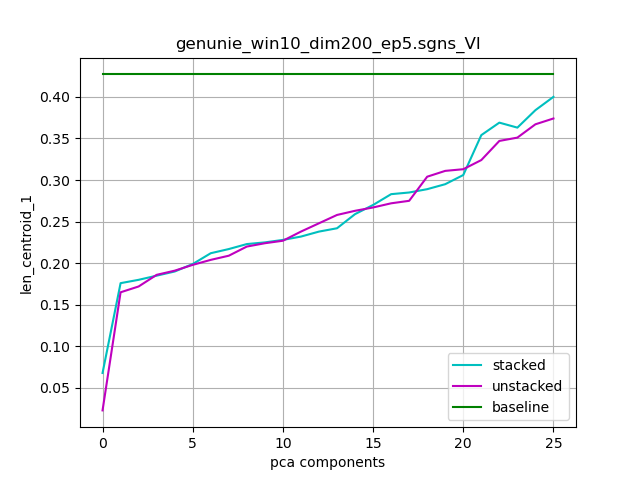 genunie_win10_dim200_ep5.sgns_VI
len_centroid_1
0.40
0.35
0.30
0.25
0.20
0.15
0.10
0.05
0 5 10 15 20 25
pca components
stacked
unstacked
baseline